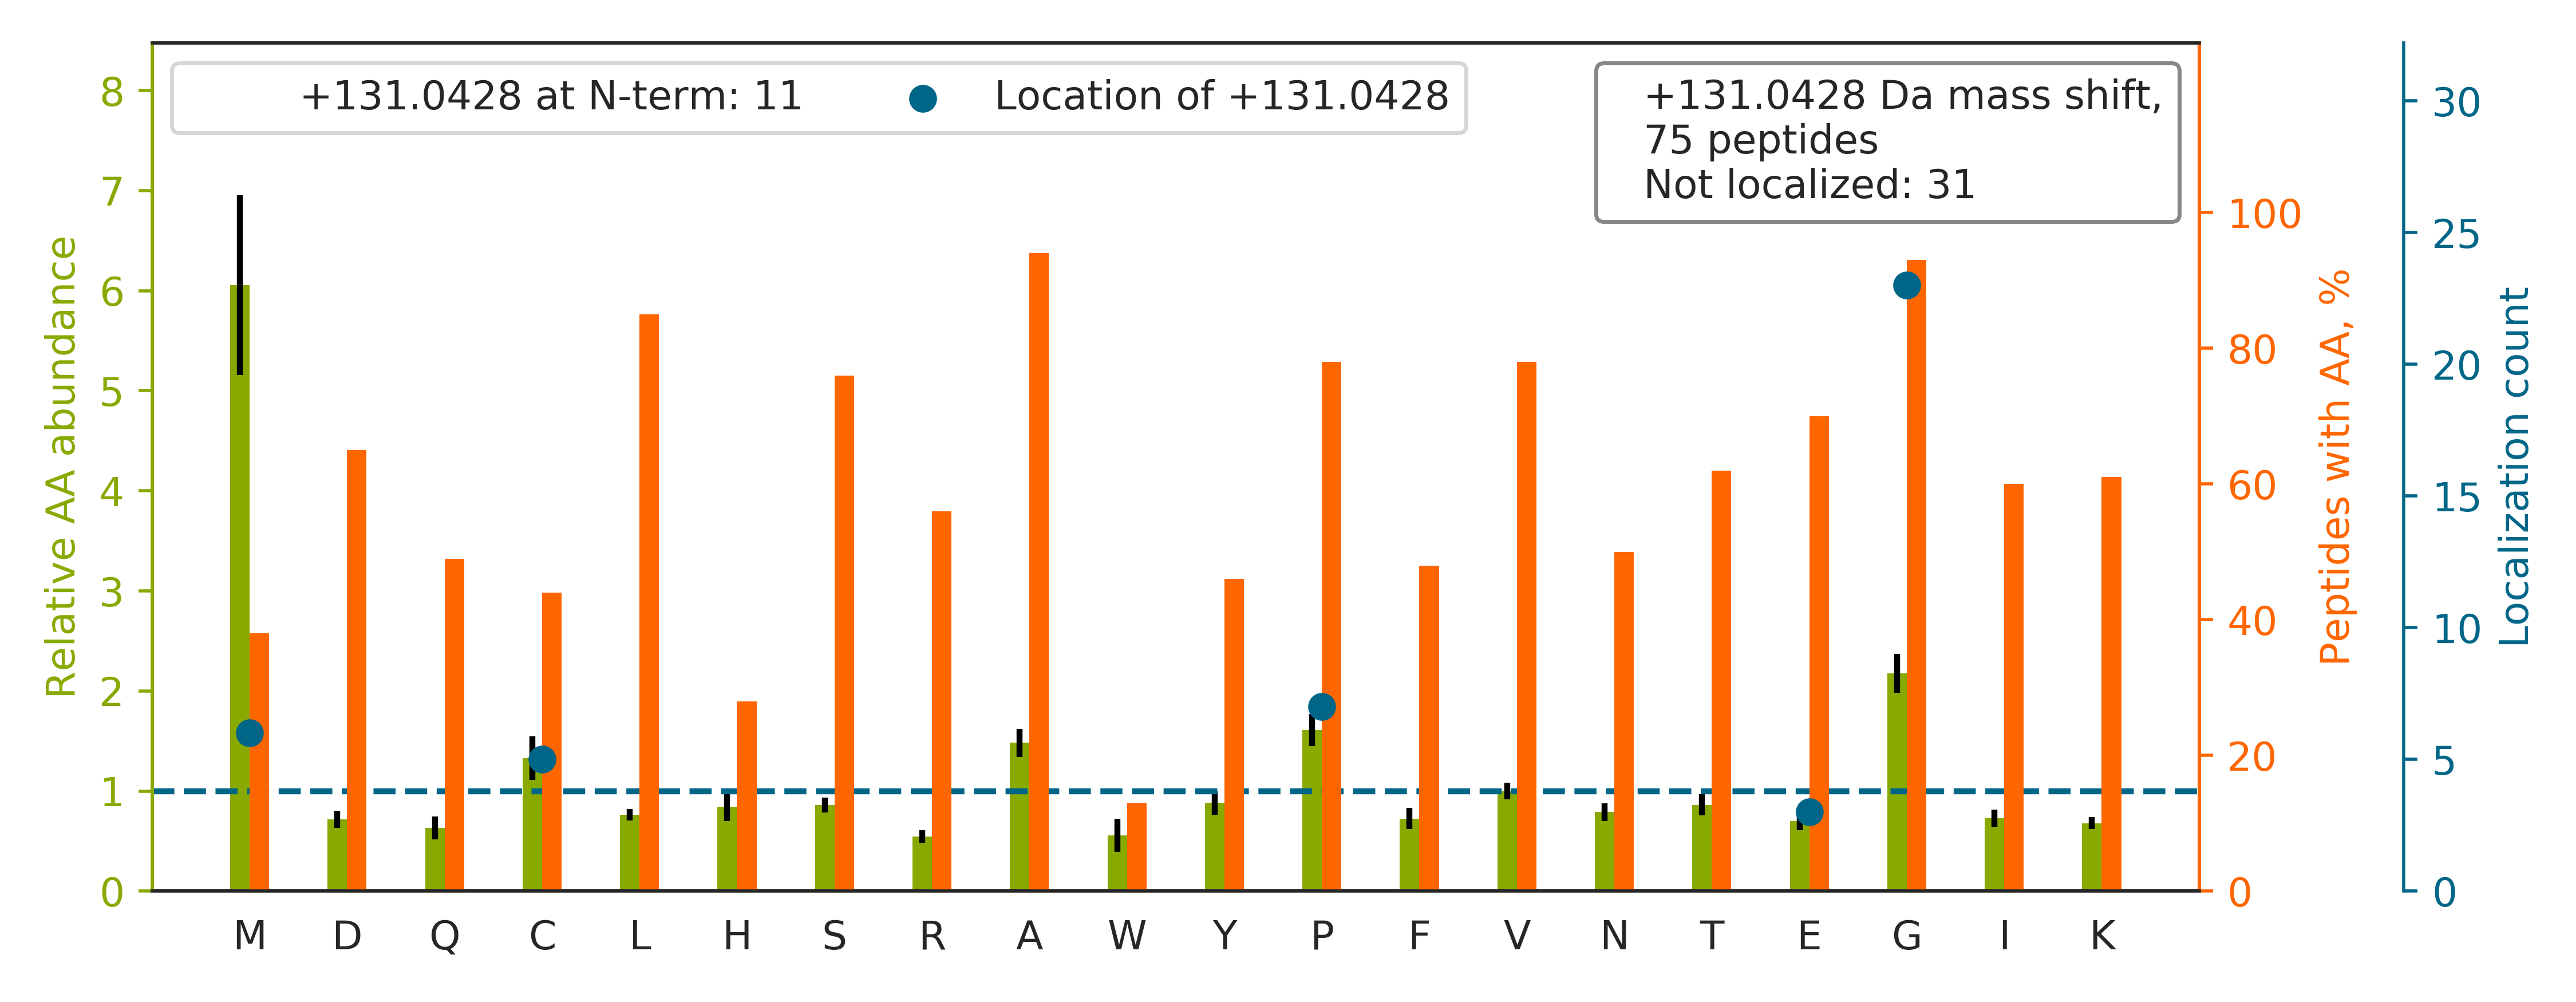 +131.0428 at N-term: 11
Location of +131.0428
+131.0428 Da mass shift,
75 peptides
Not localized: 31
Relative AA abundance
8
7
6
5
4
3
2
1
0
M D Q C L H S R A W Y P F V N T E G I K
100
80
60
40
20
0
Peptides with AA, %
30
25
20
15
10
5
0
Localization count